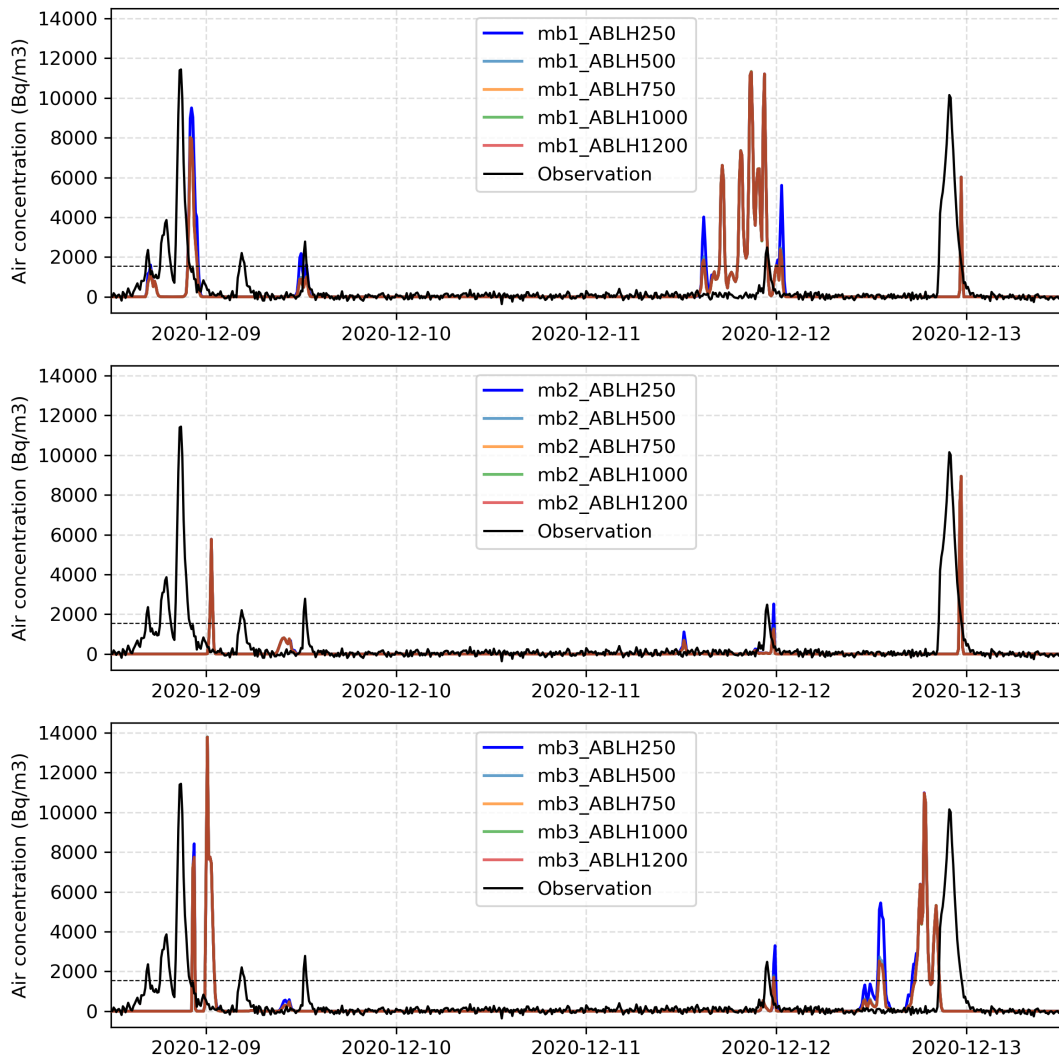 14000
12000
10000
8000
6000
4000
2000
0
Air concentration (Bq/m3)
mb1_ABLH250
mb1_ABLH500
mb1_ABLH750
mb1_ABLH1000
mb1_ABLH1200
Observation
2020-12-09 2020-12-10 2020-12-11 2020-12-12 2020-12-13
14000
12000
10000
8000
6000
4000
2000
0
Air concentration (Bq/m3)
mb2_ABLH250
mb2_ABLH500
mb2_ABLH750
mb2_ABLH1000
mb2_ABLH1200
Observation
2020-12-09 2020-12-10 2020-12-11 2020-12-12 2020-12-13
14000
12000
10000
8000
6000
4000
2000
0
Air concentration (Bq/m3)
mb3_ABLH250
mb3_ABLH500
mb3_ABLH750
mb3_ABLH1000
mb3_ABLH1200
Observation
2020-12-09 2020-12-10 2020-12-11 2020-12-12 2020-12-13